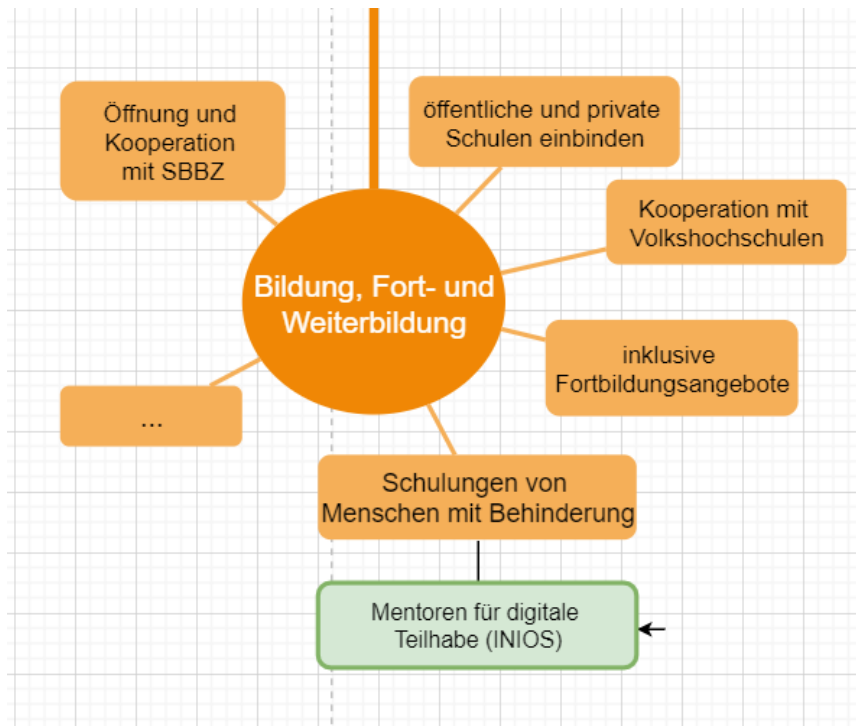 Öffnung und
Kooperation
mit SBBZ
öffentliche und private
Schulen einbinden
Kooperation mit
Volkshochschulen
Bildung, Fort- und
Weiterbildung
inklusive
Fortbildungsangebote
...
Schulungen von
Menschen mit Behinderung
Mentoren für digitale
Teilhabe (INIOS)